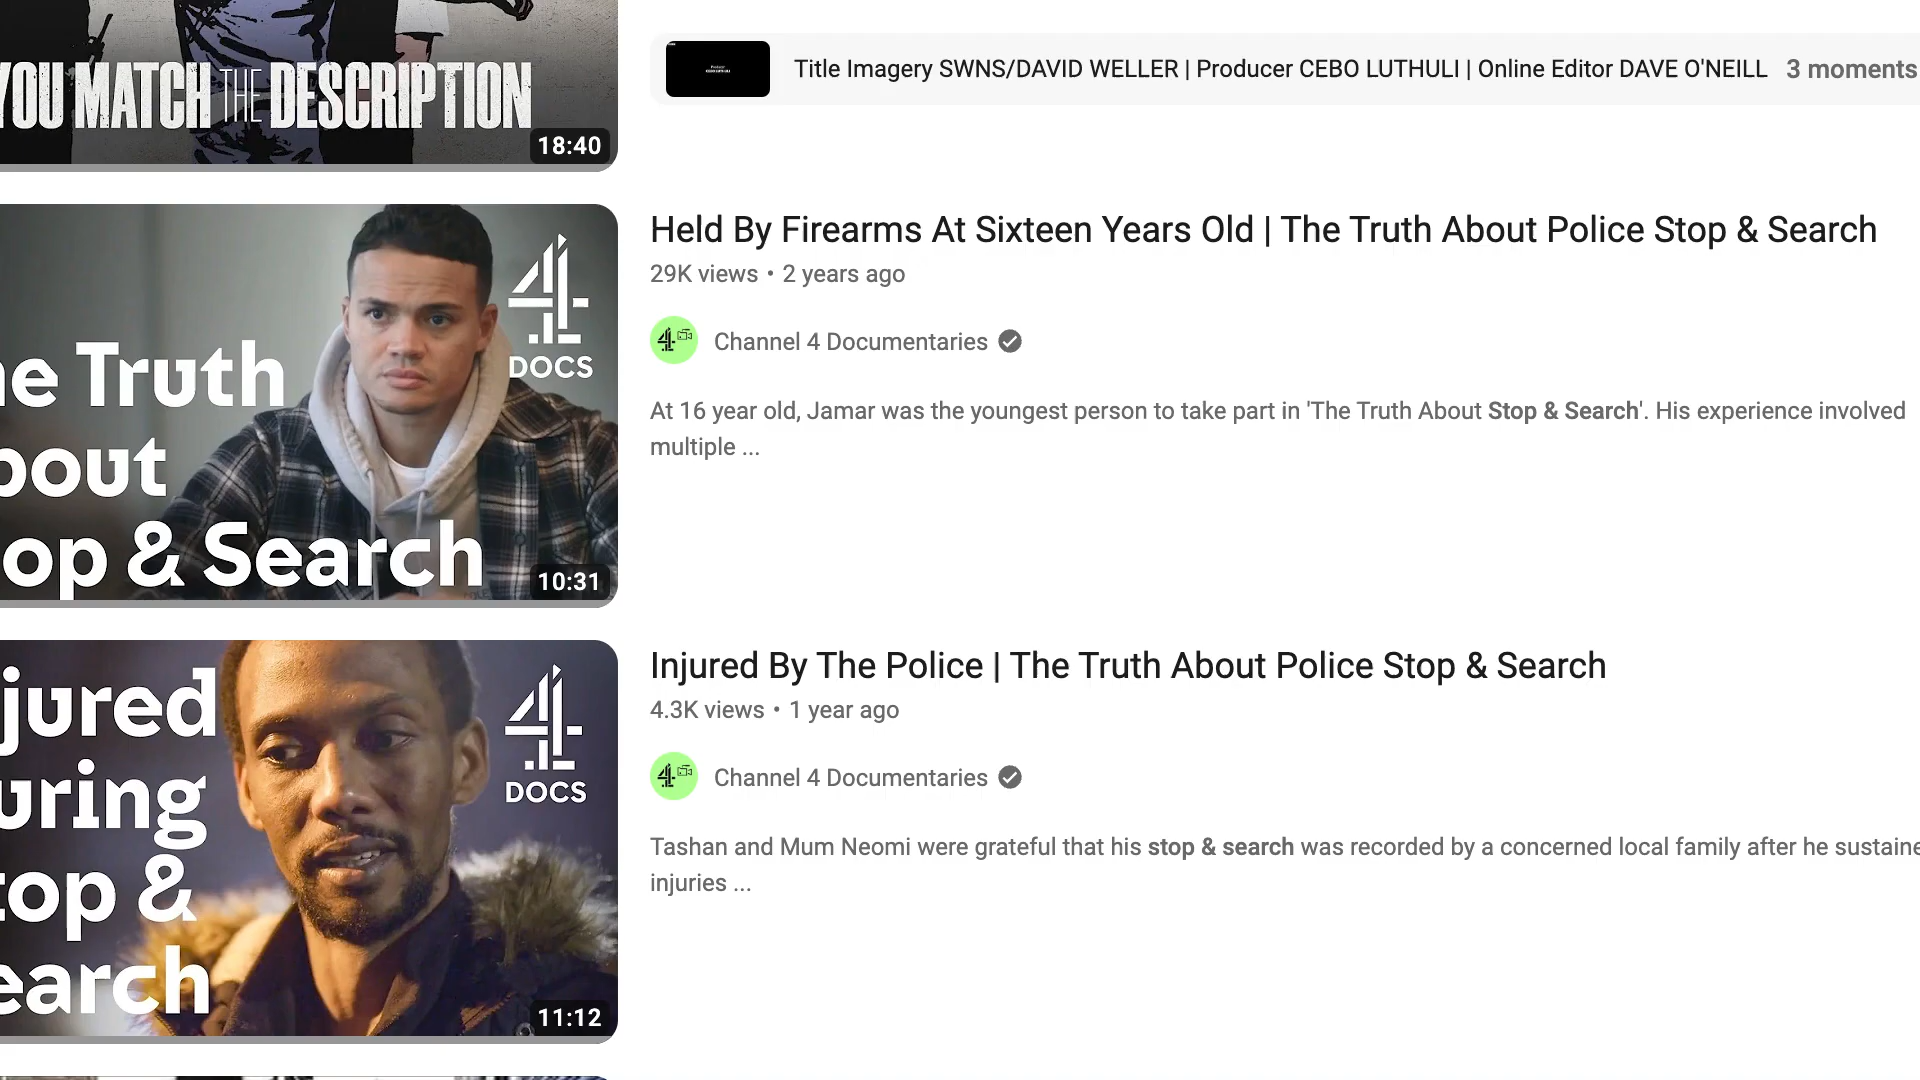 YOU MATCH THE DESCRIPTION
18:40
Title Imagery SWNS/DAVID WELLER | Producer CEBO LUTHULI | Online Editor DAVE O'NEILL 3 moments
Held By Firearms At Sixteen Years Old | The Truth About Police Stop & Search
29K views • 2 years ago
Channel 4 Documentaries
At 16 year old, Jamar was the youngest person to take part in 'The Truth About Stop & Search'. His experience involved
multiple ...
4
DOCS
he Truth
bout
op & Search
10:31
Injured By The Police | The Truth About Police Stop & Search
4.3K views • 1 year ago
Channel 4 Documentaries
Tashan and Mum Neomi were grateful that his stop & search was recorded by a concerned local family after he sustaine
injuries ...
4
DOCS
jured
uring
top &
earch
11:12